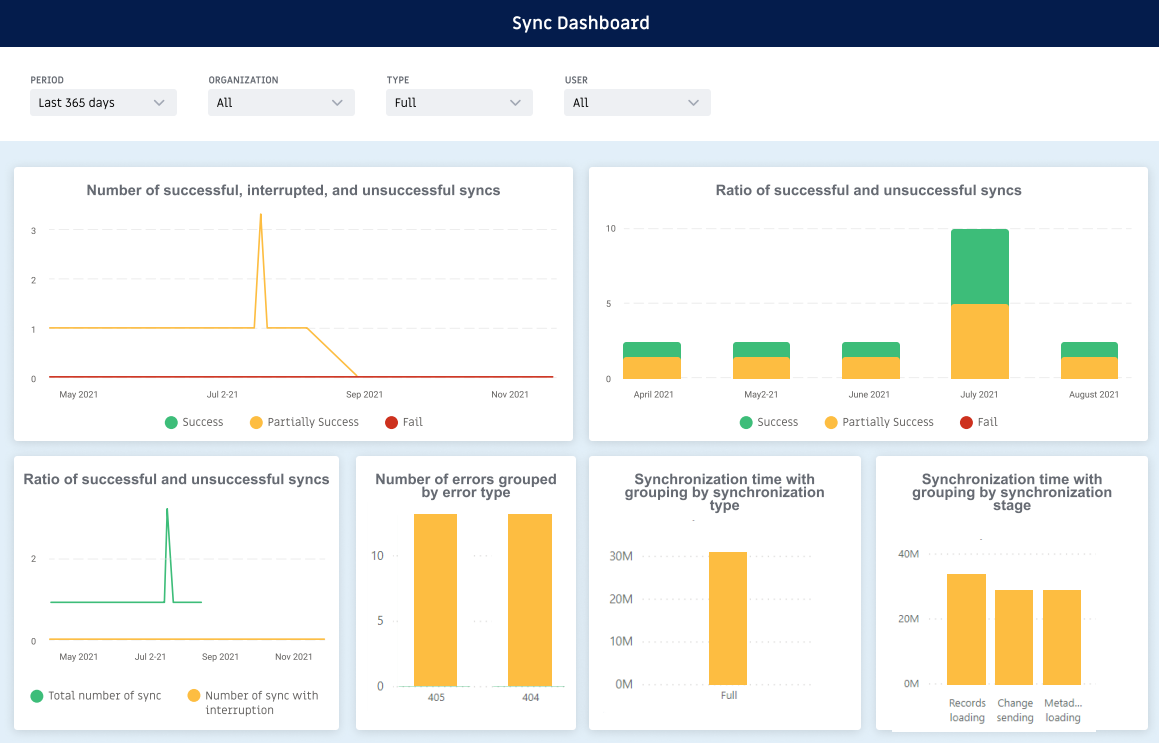 Sync Dashboard
PERIOD
ORGANIZATION
TYPE
USER
Last 365 days
All
Full
All
Number of successful, interrupted, and unsuccessful syncs
3
2
1
0
May 2021
Jul 2-21
Sep 2021
Nov 2021
Success
Partially Success
Fail
Ratio of successful and unsuccessful syncs
10
5
0
April 2021
May2-21
June 2021
July 2021
August 2021
Success
Partially Success
Fail
Ratio of successful and unsuccessful syncs
2
0
May 2021
Jul 2-21
Sep 2021
Nov 2021
Total number of sync
Number of sync with
interruption
Number of errors grouped
by error type
10
5
0
405
404
Synchronization time with
grouping by synchronization
type
30M
20M
10M
0M
Full
Synchronization time with
grouping by synchronization
stage
40M
20M
0M
Records
loading
Change
sending
Metad...
loading